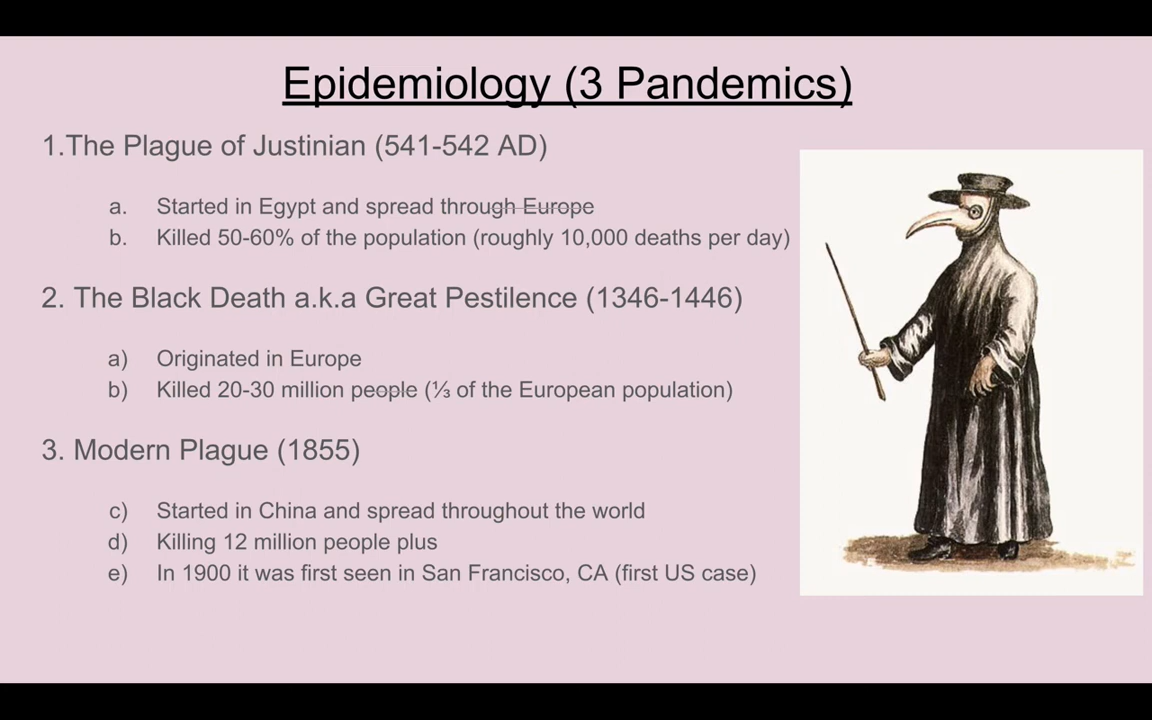 Epidemiology (3 Pandemics)
1.The Plague of Justinian (541-542 AD)
a. Started in Egypt and spread through Europe
b. Killed 50-60% of the population (roughly 10,000 deaths per day)
2. The Black Death a.k.a Great Pestilence (1346-1446)
a) Originated in Europe
b) Killed 20-30 million people (⅓ of the European population)
3. Modern Plague (1855)
c) Started in China and spread throughout the world
d) Killing 12 million people plus
e) In 1900 it was first seen in San Francisco, CA (first US case)